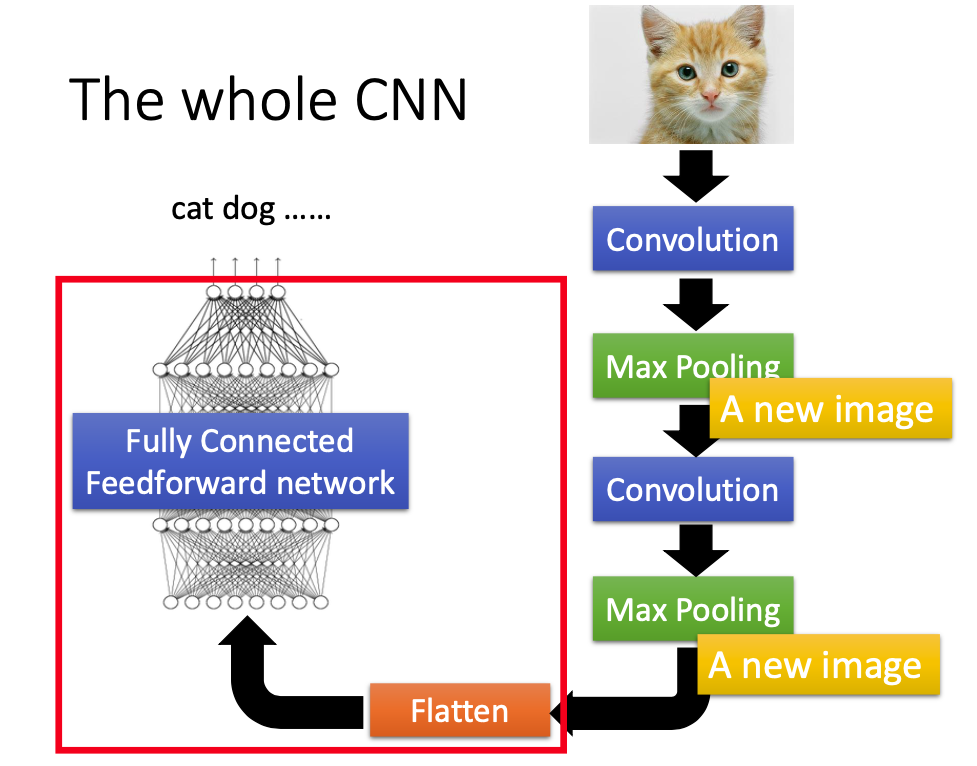 The whole CNN
cat dog ……
Convolution
Max Pooling
A new image
Convolution
Max Pooling
A new image
Flatten
Fully Connected
Feedforward network